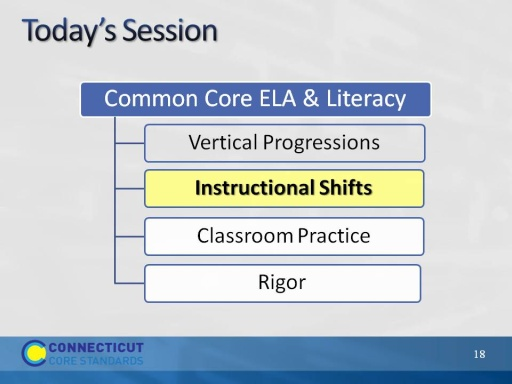 Today's Session
Common Core ELA & Literacy
Vertical Progressions
Instructional Shifts
Classroom Practice
Rigor
CONNECTICUT
CORE STANDARDS
18